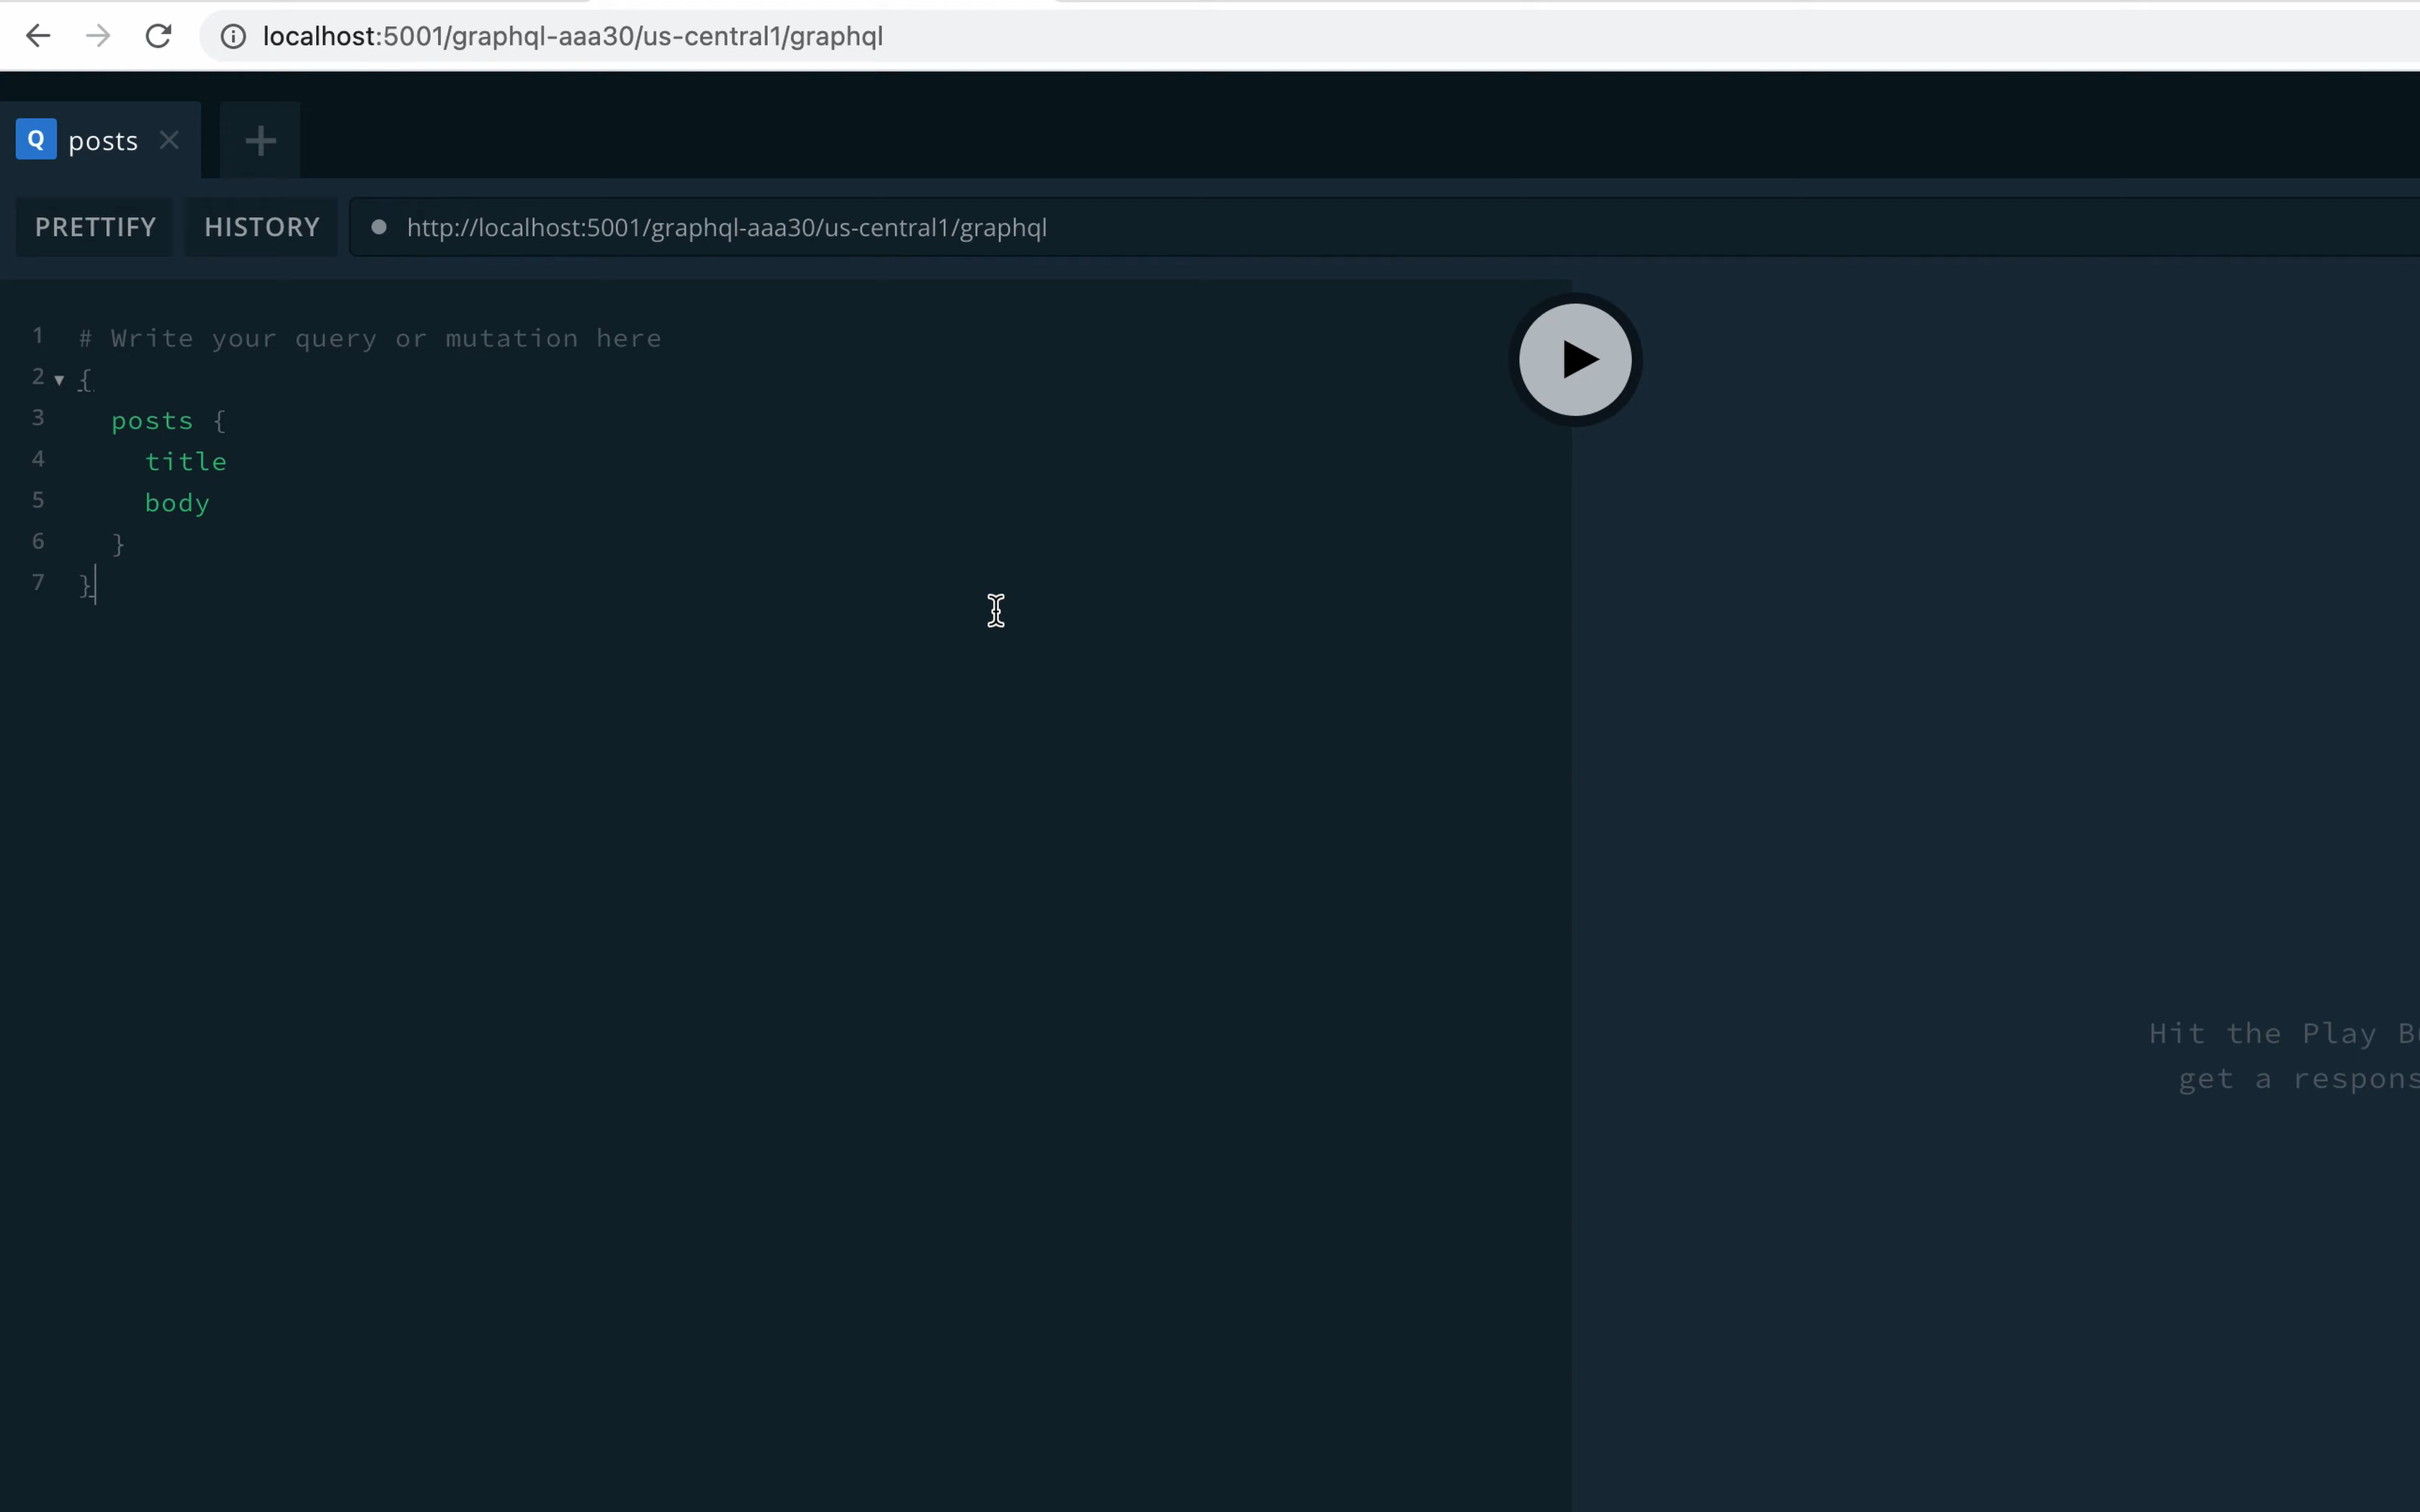 localhost:5001/graphql-aaa30/us-central1/graphql
Q posts
PRETTIFY HISTORY http://localhost:5001/graphql-aaa30/us-central1/graphql
1 # Write your query or mutation here
2 {
3 posts {
4 title
5 body
6 }
7 }
Hit the Play
get a